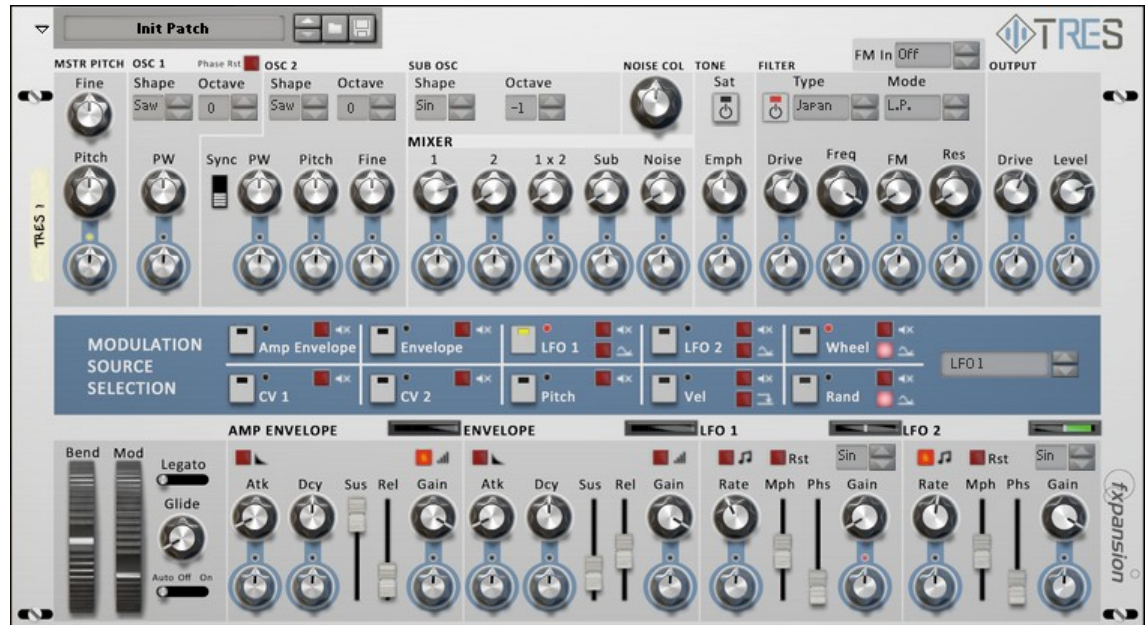 Init Patch
TRES
FM In Off
MSTR PITCH OSC 1 Phase Rst OSC 2 SUB OSC NOISE COL TONE FILTER OUTPUT
Fine Shape Octave Shape Octave Shape Octave Sat Type Mode
Saw 0 Saw 0 Sin -1 Japan L.P.
MIXER
Pitch PW Sync PW Pitch Fine 1 2 1 x 2 Sub Noise Emph Drive Freq FM Res Drive Level
TRES 1
MODULATION
SOURCE
SELECTION
Amp Envelope Envelope LFO 1 LFO 2 Wheel
LFO1
CV 1 CV 2 Pitch Vel Rand
AMP ENVELOPE ENVELOPE LFO 1 LFO 2
Bend Mod Legato Rst Sin Rst Sin
Atk Dcy Sus Rel Gain Atk Dcy Sus Rel Gain Rate Mph Phs Gain Rate Mph Phs Gain
Glide
Auto Off On
fxpansion